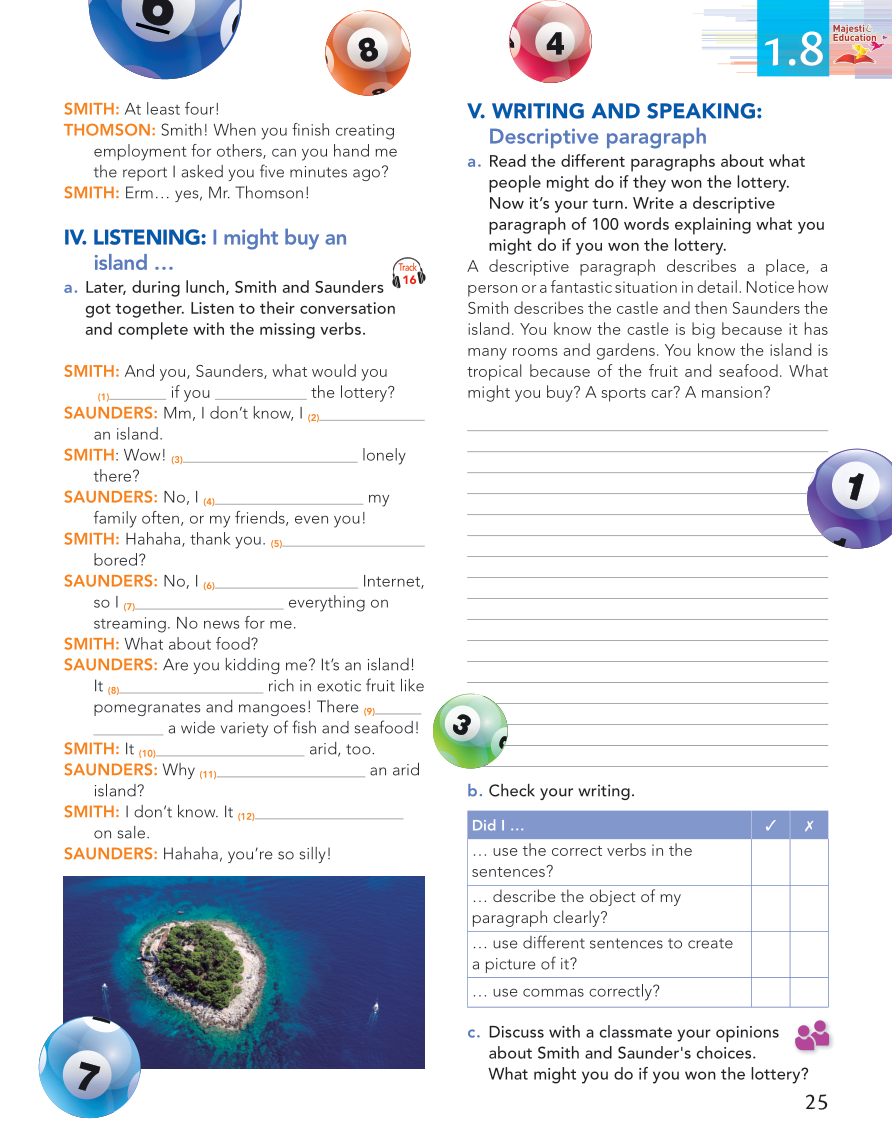 6
8
4
1.8
Majestic
Education
SMITH: At least four!
THOMSON: Smith! When you finish creating
employment for others, can you hand me
the report I asked you five minutes ago?
SMITH: Erm… yes, Mr. Thomson!
IV. LISTENING: I might buy an
island …
Track
16
a. Later, during lunch, Smith and Saunders
got together. Listen to their conversation
and complete with the missing verbs.
SMITH: And you, Saunders, what would you
(1)________ if you ____________ the lottery?
SAUNDERS: Mm, I don’t know, I (2)______________
an island.
SMITH: Wow! (3)________________________ lonely
there?
SAUNDERS: No, I (4)____________________ my
family often, or my friends, even you!
SMITH: Hahaha, thank you. (5)___________________
bored?
SAUNDERS: No, I (6)___________________ Internet,
so I (7)____________________ everything on
streaming. No news for me.
SMITH: What about food?
SAUNDERS: Are you kidding me? It’s an island!
It (8)____________________ rich in exotic fruit like
pomegranates and mangoes! There (9)______
_________ a wide variety of fish and seafood!
SMITH: It (10)____________________ arid, too.
SAUNDERS: Why (11)____________________ an arid
island?
SMITH: I don’t know. It (12)____________________
on sale.
SAUNDERS: Hahaha, you’re so silly!
7
V. WRITING AND SPEAKING:
Descriptive paragraph
a. Read the different paragraphs about what
people might do if they won the lottery.
Now it’s your turn. Write a descriptive
paragraph of 100 words explaining what you
might do if you won the lottery.
A descriptive paragraph describes a place, a
person or a fantastic situation in detail. Notice how
Smith describes the castle and then Saunders the
island. You know the castle is big because it has
many rooms and gardens. You know the island is
tropical because of the fruit and seafood. What
might you buy? A sports car? A mansion?
1
3
b. Check your writing.
Did I … ✓ ✗
… use the correct verbs in the
sentences?
… describe the object of my
paragraph clearly?
… use different sentences to create
a picture of it?
… use commas correctly?
c. Discuss with a classmate your opinions
about Smith and Saunder's choices.
What might you do if you won the lottery?
25